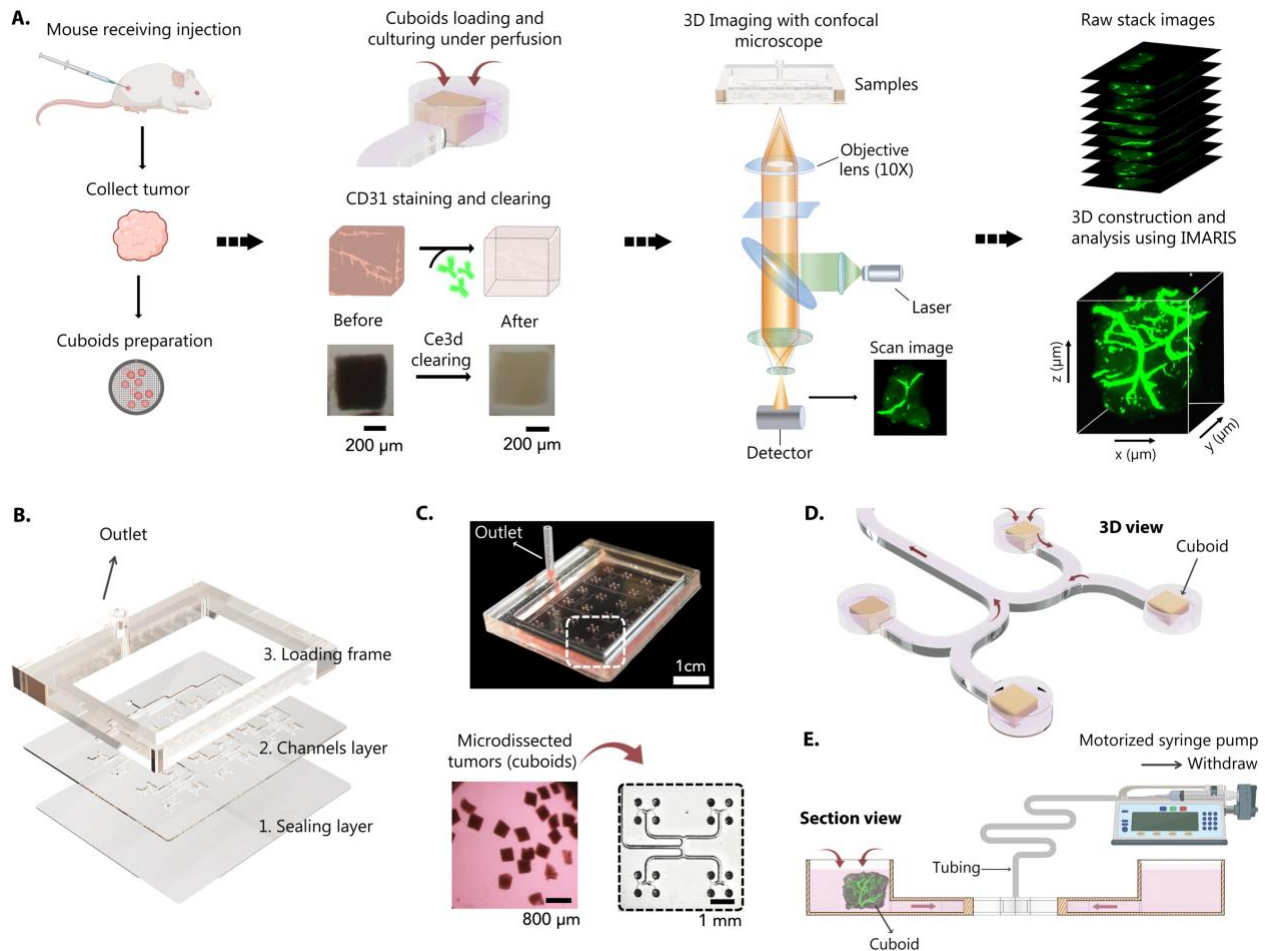 A.
Mouse receiving injection
Collect tumor
Cuboids preparation
Cuboids loading and
culturing under perfusion
CD31 staining and clearing
Before
After
Ce3d
clearing
200 μm
200 μm
3D Imaging with confocal
microscope
Samples
Objective
lens (10X)
Laser
Scan image
Detector
Raw stack images
3D construction and
analysis using IMARIS
z (μm)
x (μm)
y (μm)
B.
Outlet
3. Loading frame
2. Channels layer
1. Sealing layer
C.
Outlet
1cm
Microdissected
tumors (cuboids)
800 μm
1 mm
D.
3D view
Cuboid
E.
Motorized syringe pump
Withdraw
Section view
Tubing
Cuboid